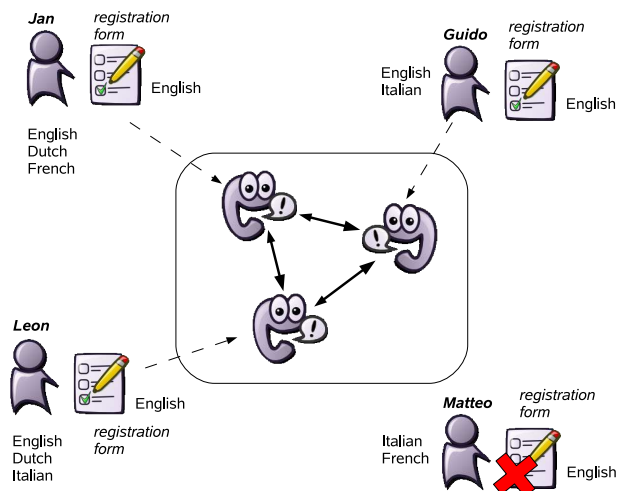 Jan
registration
form
English
English
Dutch
French
Guido
registration
form
English
Italian
English
!
!
!
Leon
English
registration
form
English
Dutch
Italian
Matteo
registration
form
Italian
French
English